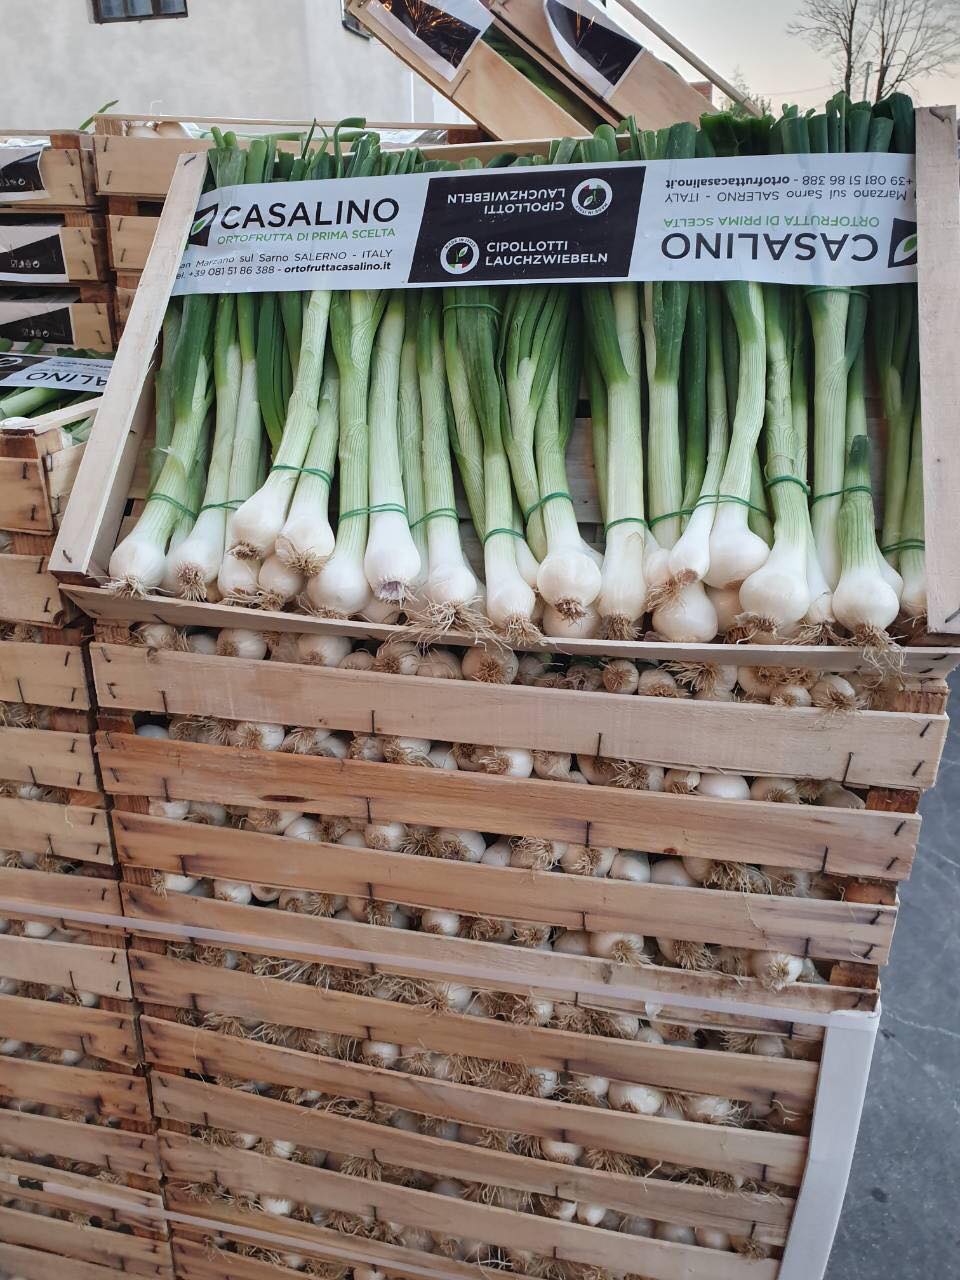 CASALINO
ORTOFRUTTA DI PRIMA SCELTA
Marzano sul Sarno SALERNO - ITALY
+39 081 51 86 388 - ortofruttacasalino.it
CIPOLLOTTI
LAUCHZWIEBELN
CIPOLLOTTI
LAUCHZWIEBELN
CASALINO
ORTOFRUTTA DI PRIMA SCELTA
Marzano sul Sarno SALERNO - ITALY
+39 081 51 86 388 - ortofruttacasalino.it
CASALINO